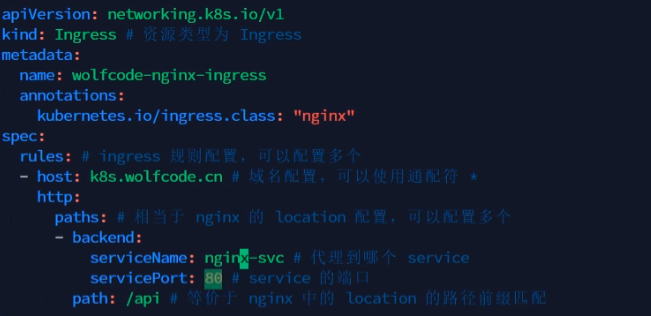 apiVersion: networking.k8s.io/v1
kind: Ingress # 资源类型为 Ingress
metadata:
  name: wolfcode-nginx-ingress
  annotations:
    kubernetes.io/ingress.class: "nginx"
spec:
  rules: # ingress 规则配置，可以配置多个
  - host: k8s.wolfcode.cn # 域名配置，可以使用通配符 *
    http:
      paths: # 相当于 nginx 的 location 配置，可以配置多个
      - backend:
          serviceName: nginx-svc # 代理到哪个 service
          servicePort: 80 # service 的端口
        path: /api # 等价于 nginx 中的 location 的路径前缀匹配